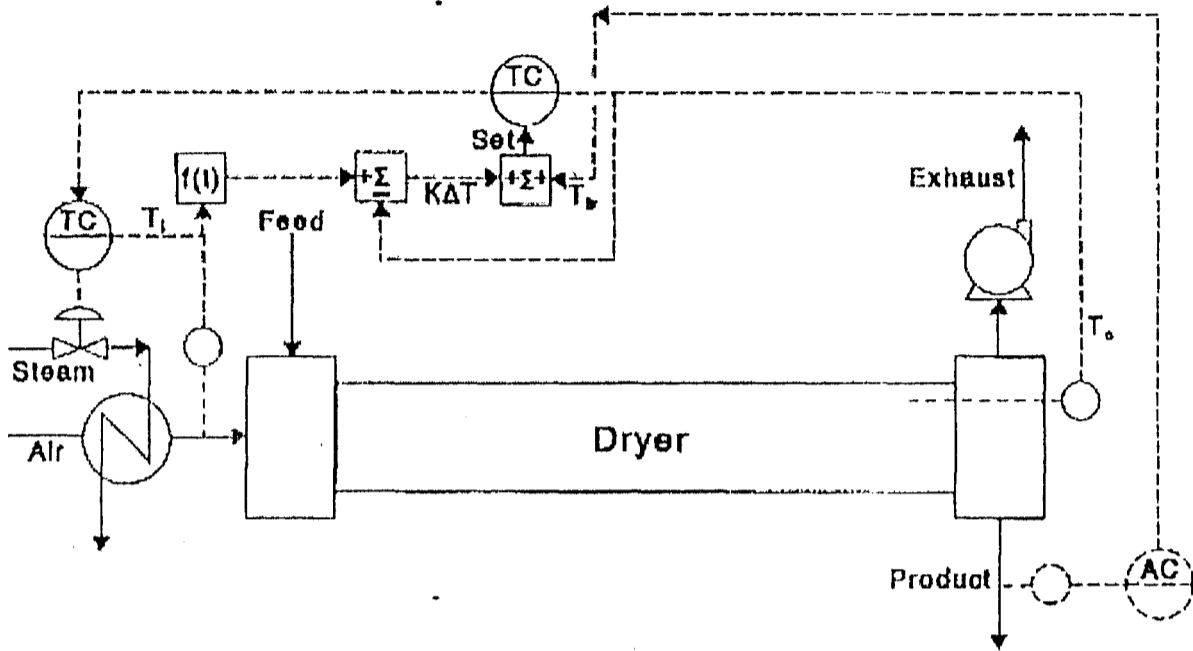 TC
Set
f(t)
+Σ
-
KΔT
+Σ+
T
TC
T
Feed
Exhaust
Steam
T
Air
Dryer
Product
AC